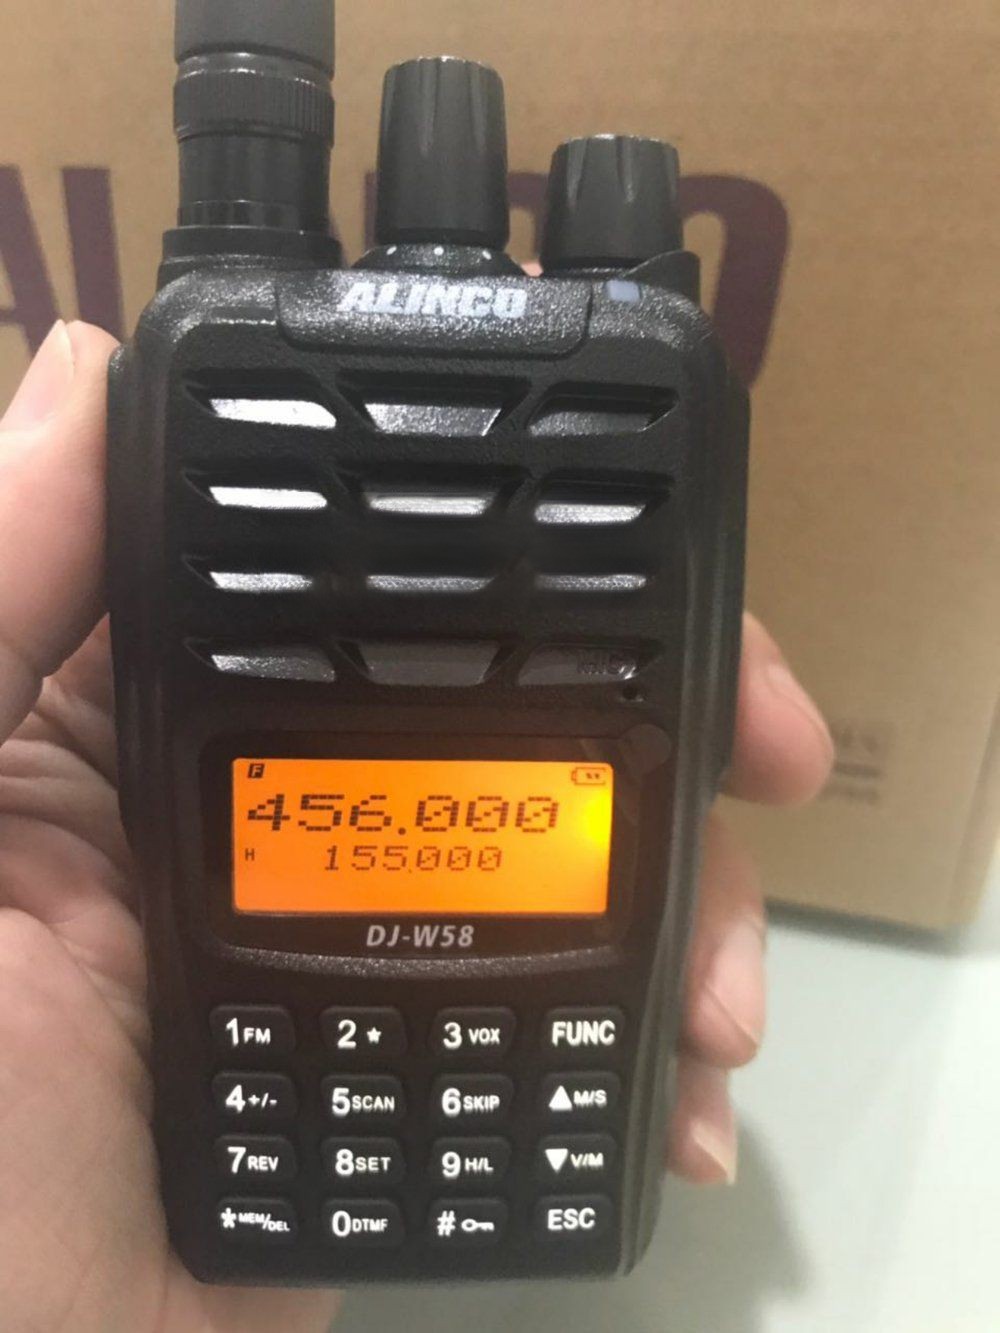 ALINCO
MIC
F
456.000
H 155.000
DJ-W58
1FM 2* 3VOX FUNC
4+/- 5SCAN 6SKIP ▲M/S
7REV 8SET 9H/L ▼V/M
*MEM/DEL 0DTMF # ESC